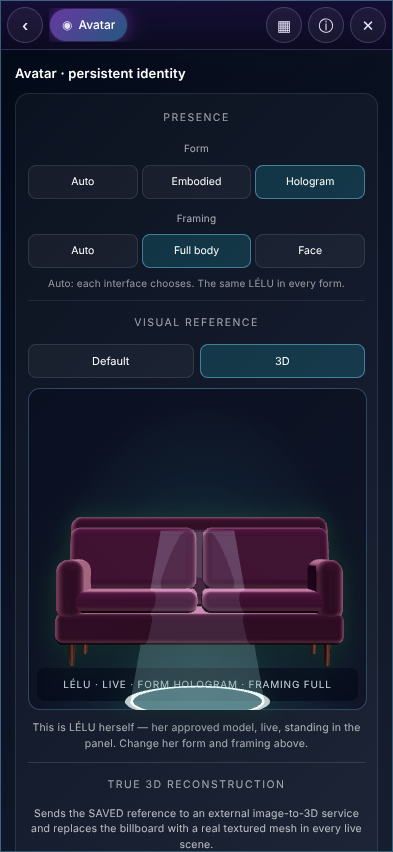 Avatar
Avatar · persistent identity
PRESENCE
Form
Auto
Embodied
Hologram
Framing
Auto
Full body
Face
Auto: each interface chooses. The same LÉLU in every form.
VISUAL REFERENCE
Default
3D
LÉLU · LIVE · FORM HOLOGRAM · FRAMING FULL
This is LÉLU herself — her approved model, live, standing in the
panel. Change her form and framing above.
TRUE 3D RECONSTRUCTION
Sends the SAVED reference to an external image-to-3D service
and replaces the billboard with a real textured mesh in every live
scene.